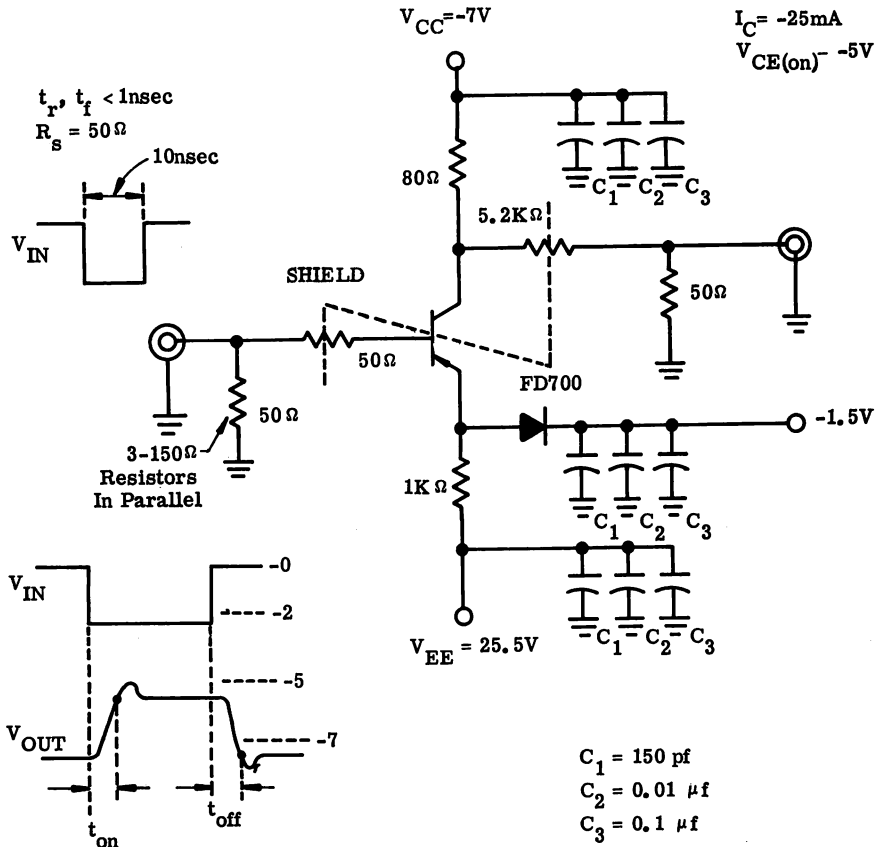 V_CC = -7V
I_C = -25mA
V_CE(on) - -5V
t_r, t_f < 1nsec
R_s = 50Ω
10nsec
V_IN
80Ω
C_1 C_2 C_3
5.2KΩ
SHIELD
50Ω
50Ω
FD700
50Ω
-1.5V
3-150Ω
Resistors
In Parallel
1KΩ
C_1 C_2 C_3
V_IN
-0
-2
C_1 C_2 C_3
V_EE = 25.5V
-5
V_OUT
-7
t_on
t_off
C_1 = 150 pf
C_2 = 0.01 μf
C_3 = 0.1 μf